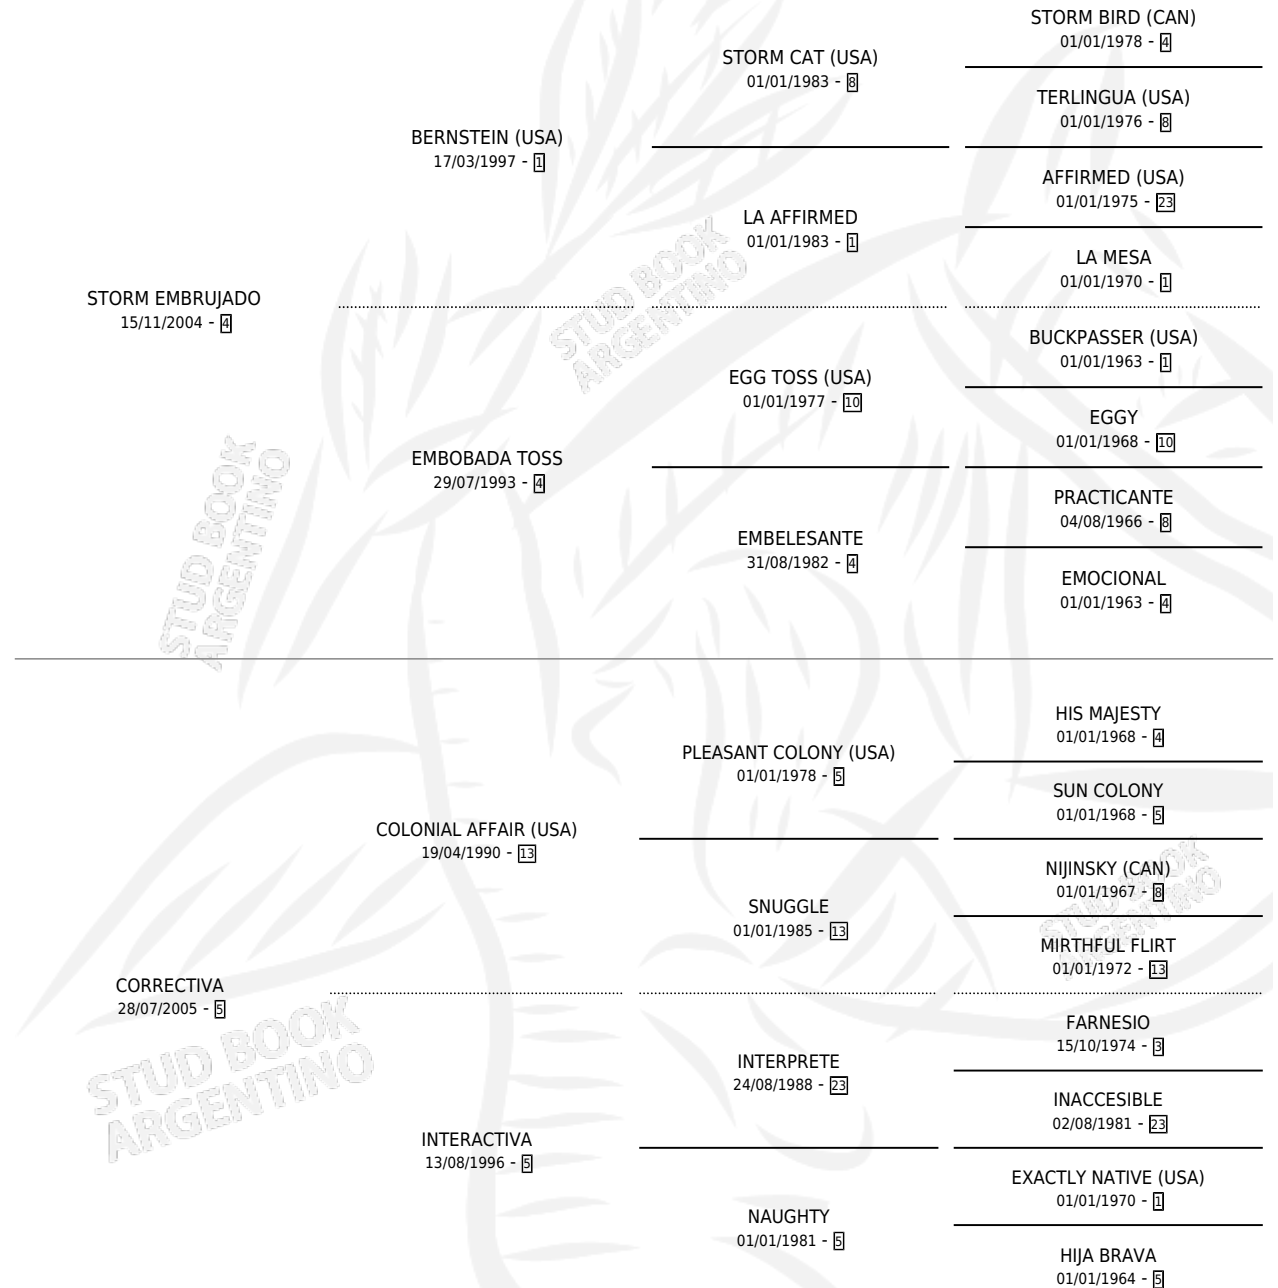 STORM BIRD (CAN)
01/01/1978 - 4
STORM CAT (USA)
01/01/1983 - 8
TERLINGUA (USA)
01/01/1976 - 8
BERNSTEIN (USA)
17/03/1997 - 1
AFFIRMED (USA)
01/01/1975 - 23
LA AFFIRMED
01/01/1983 - 1
LA MESA
01/01/1970 - 1
STORM EMBRUJADO
15/11/2004 - 4
BUCKPASSER (USA)
01/01/1963 - 1
EGG TOSS (USA)
01/01/1977 - 10
EGGY
01/01/1968 - 10
EMBOBADA TOSS
29/07/1993 - 4
PRACTICANTE
04/08/1966 - 8
EMBELESANTE
31/08/1982 - 4
EMOCIONAL
01/01/1963 - 4
STUD BOOK
ARGENTINO
STUD BOOK
ARGENTINO
HIS MAJESTY
01/01/1968 - 4
PLEASANT COLONY (USA)
01/01/1978 - 5
SUN COLONY
01/01/1968 - 5
COLONIAL AFFAIR (USA)
19/04/1990 - 13
NIJINSKY (CAN)
01/01/1967 - 8
SNUGGLE
01/01/1985 - 13
MIRTHFUL FLIRT
01/01/1972 - 13
STUD BOOK
ARGENTINO
CORRECTIVA
28/07/2005 - 5
FARNESIO
15/10/1974 - 3
INTERPRETE
24/08/1988 - 23
INACCESIBLE
02/08/1981 - 23
STUD BOOK
ARGENTINO
INTERACTIVA
13/08/1996 - 5
EXACTLY NATIVE (USA)
01/01/1970 - 1
NAUGHTY
01/01/1981 - 5
HIJA BRAVA
01/01/1964 - 5